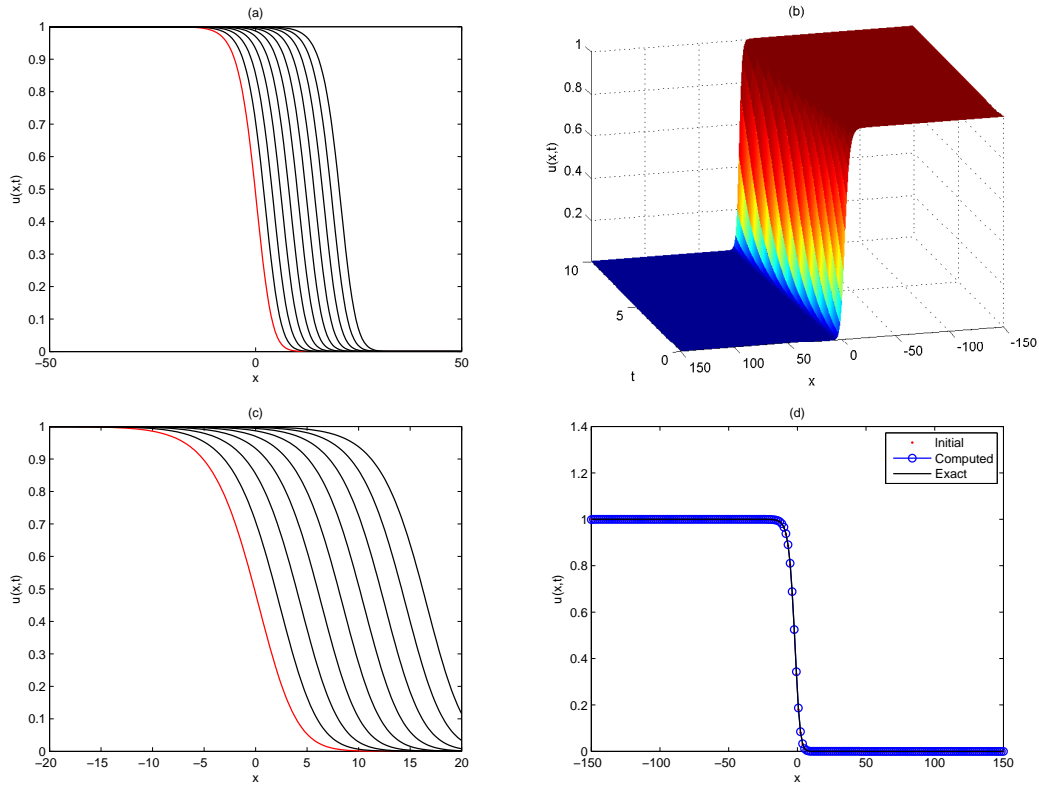 (a)
u(x,t)
1
0.9
0.8
0.7
0.6
0.5
0.4
0.3
0.2
0.1
0
−50 0 50
x
(b)
u(x,t)
1
0.8
0.6
0.4
0.2
10
5
0
t
150 100 50 0 -50 -100 -150
x
(c)
u(x,t)
1
0.9
0.8
0.7
0.6
0.5
0.4
0.3
0.2
0.1
0
−20 −15 −10 −5 0 5 10 15 20
x
(d)
u(x,t)
1.4
1.2
1
0.8
0.6
0.4
0.2
0
−150 −100 −50 0 50 100 150
x
Initial
Computed
Exact